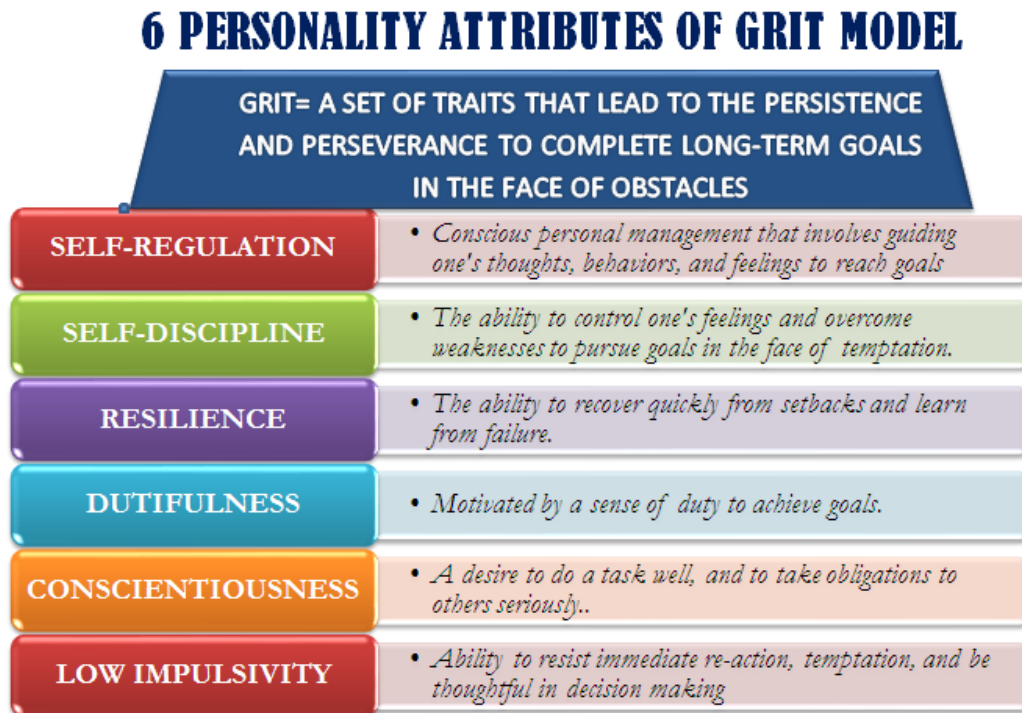 6 PERSONALITY ATTRIBUTES OF GRIT MODEL
GRIT= A SET OF TRAITS THAT LEAD TO THE PERSISTENCE
AND PERSEVERANCE TO COMPLETE LONG-TERM GOALS
IN THE FACE OF OBSTACLES
SELF-REGULATION
• Conscious personal management that involves guiding
one's thoughts, behaviors, and feelings to reach goals
SELF-DISCIPLINE
• The ability to control one's feelings and overcome
weaknesses to pursue goals in the face of temptation.
RESILIENCE
• The ability to recover quickly from setbacks and learn
from failure.
DUTIFULNESS
• Motivated by a sense of duty to achieve goals.
CONSCIENTIOUSNESS
• A desire to do a task well, and to take obligations to
others seriously..
LOW IMPULSIVITY
• Ability to resist immediate re-action, temptation, and be
thoughtful in decision making